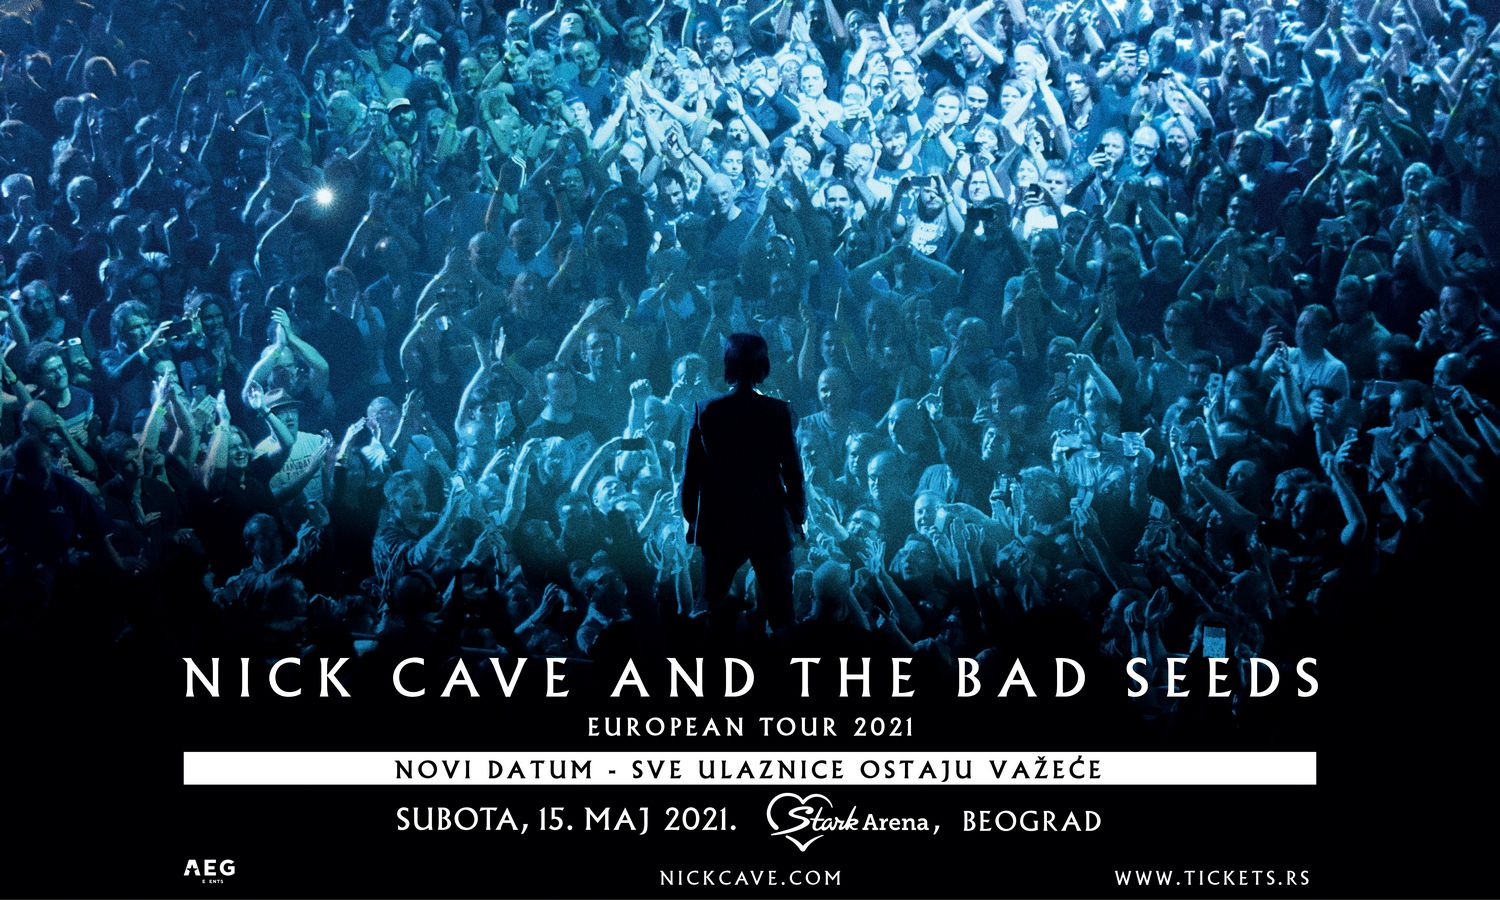 NICK CAVE AND THE BAD SEEDS
EUROPEAN TOUR 2021
NOVI DATUM - SVE ULAZNICE OSTAJU VAŽEĆE
SUBOTA, 15. MAJ 2021. Stark Arena, BEOGRAD
AEG
NICKCAVE.COM
WWW.TICKETS.RS